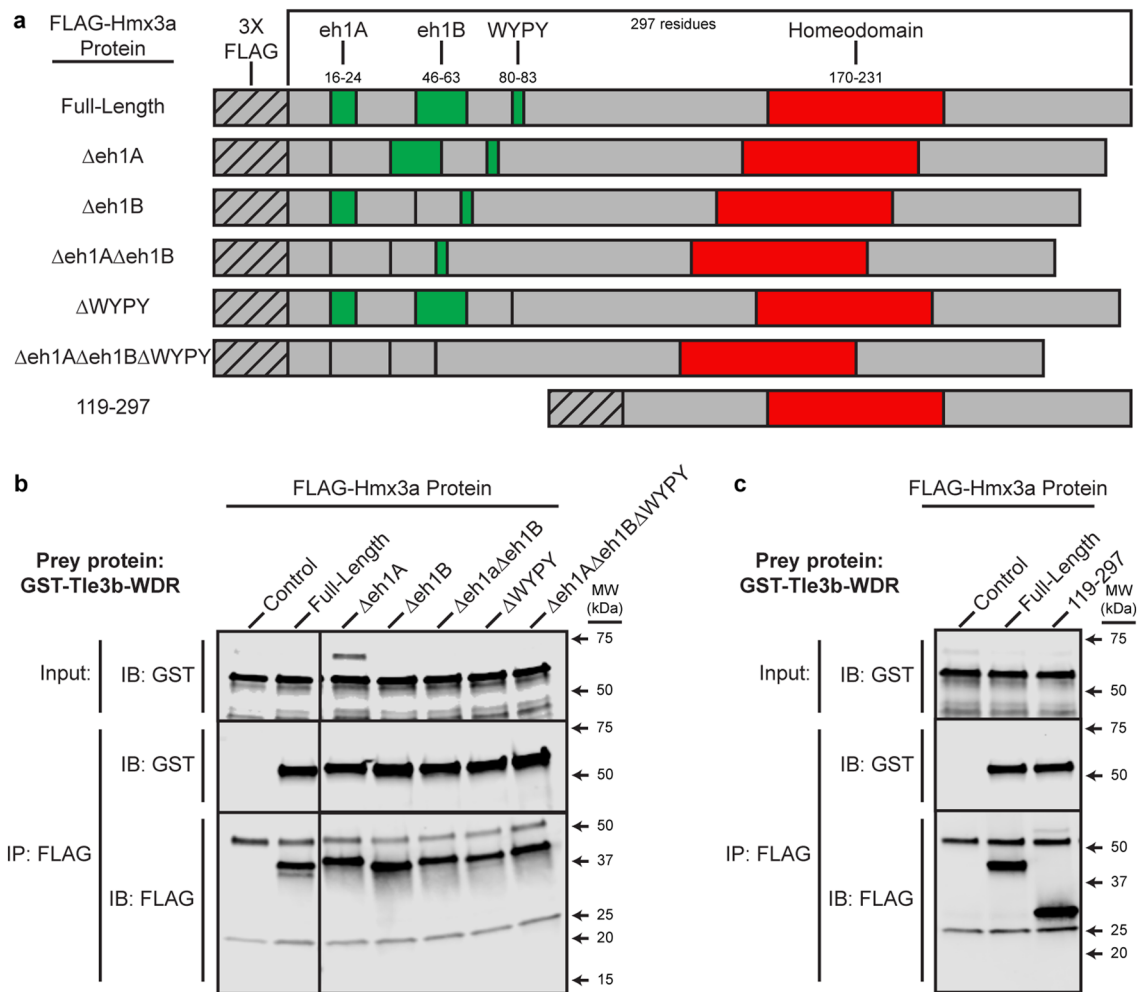 a
FLAG-Hmx3a
Protein
3X
FLAG
eh1A
eh1B
WYPY
297 residues
Homeodomain
16-24
46-63
80-83
170-231
Full-Length
Δeh1A
Δeh1B
Δeh1AΔeh1B
ΔWYPY
Δeh1AΔeh1BΔWYPY
119-297
b
FLAG-Hmx3a Protein
Prey protein:
GST-Tle3b-WDR
Control
Full-Length
Δeh1A
Δeh1B
Δeh1aΔeh1B
ΔWYPY
Δeh1AΔeh1BΔWYPY
MW
(kDa)
Input:
IB: GST
75
50
IB: GST
75
50
IP: FLAG
IB: FLAG
50
37
25
20
15
c
FLAG-Hmx3a Protein
Prey protein:
GST-Tle3b-WDR
Control
Full-Length
119-297
MW
(kDa)
Input:
IB: GST
75
50
IB: GST
75
50
IP: FLAG
IB: FLAG
50
37
25
20